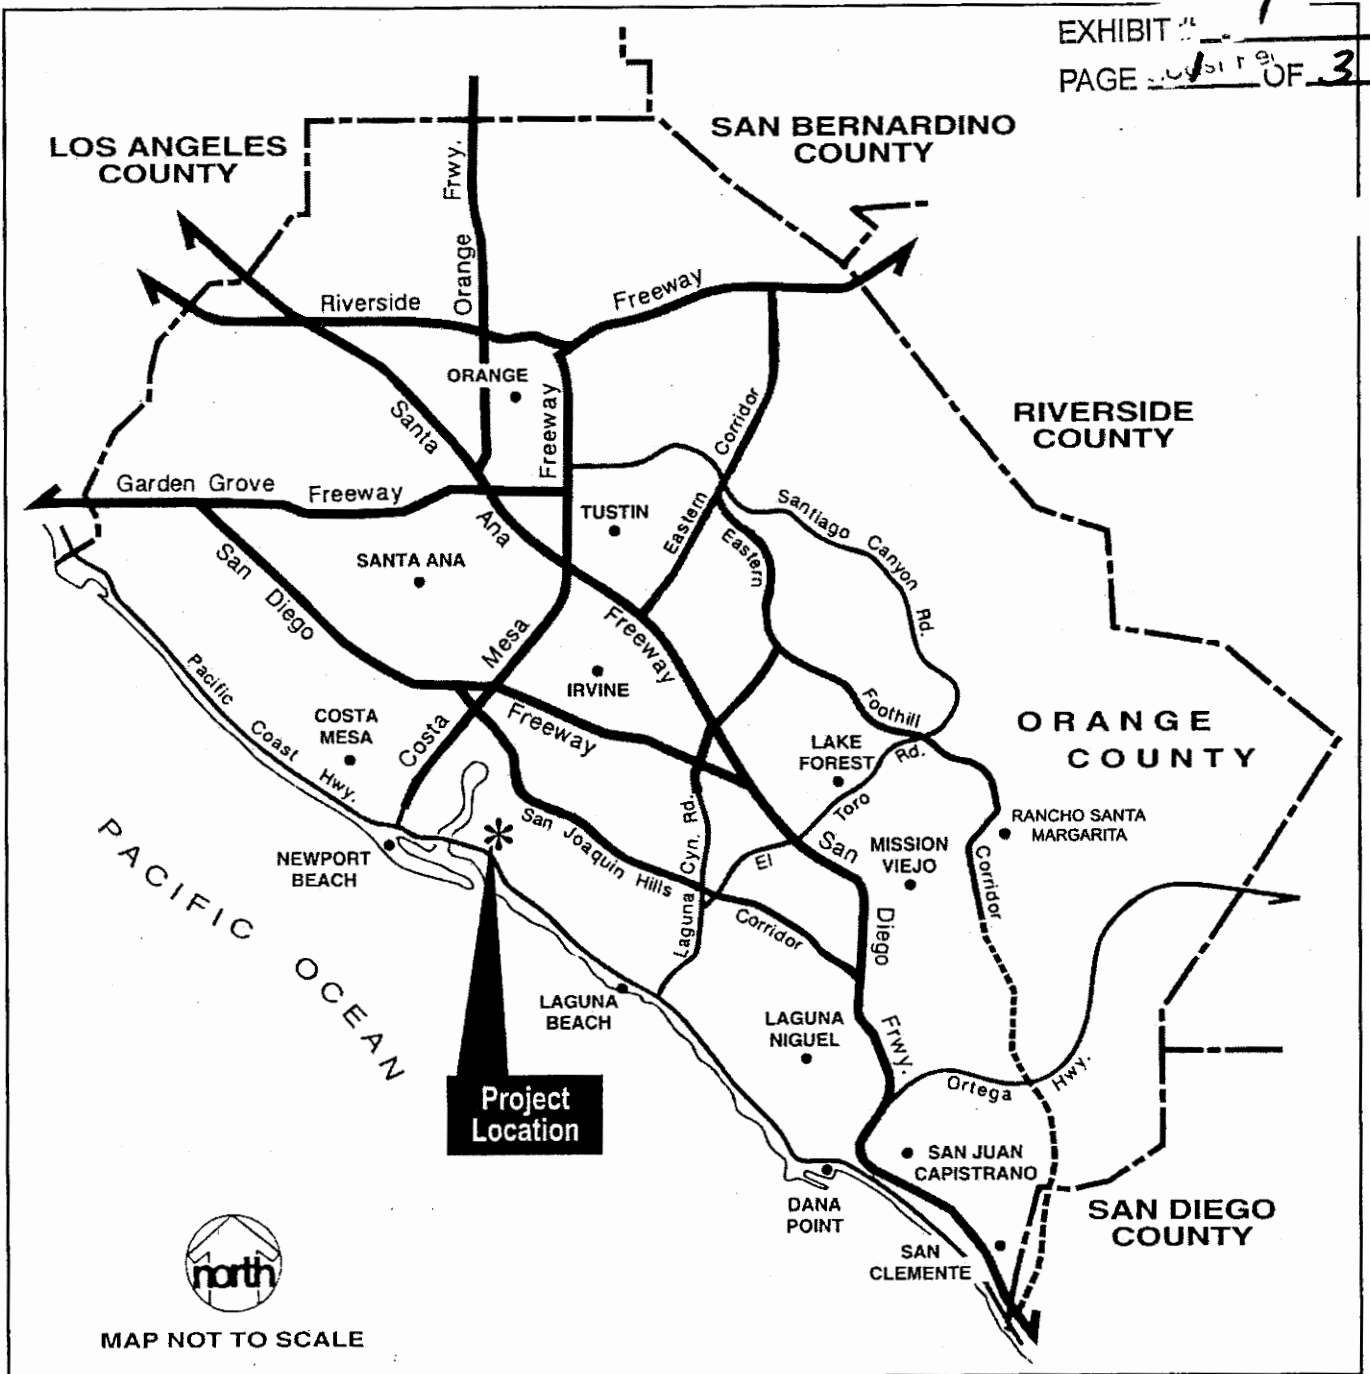 EXHIBIT # 1
PAGE 1 OF 3
LOS ANGELES
COUNTY
SAN BERNARDINO
COUNTY
Orange Frwy.
Riverside Freeway
ORANGE
Santa Ana Freeway
Costa Mesa Freeway
Eastern Corridor
RIVERSIDE
COUNTY
Garden Grove Freeway
TUSTIN
Santiago Canyon Rd.
Eastern
SANTA ANA
San Diego Freeway
IRVINE
Pacific Coast Hwy.
COSTA
MESA
Foothill Corridor
ORANGE
COUNTY
LAKE
FOREST
El Toro Rd.
RANCHO SANTA
MARGARITA
San Joaquin Hills Corridor
Laguna Cyn. Rd.
MISSION
VIEJO
San Diego Frwy.
NEWPORT
BEACH
PACIFIC OCEAN
LAGUNA
BEACH
LAGUNA
NIGUEL
Ortega Hwy.
Project
Location
SAN JUAN
CAPISTRANO
DANA
POINT
SAN DIEGO
COUNTY
SAN
CLEMENTE
north
MAP NOT TO SCALE